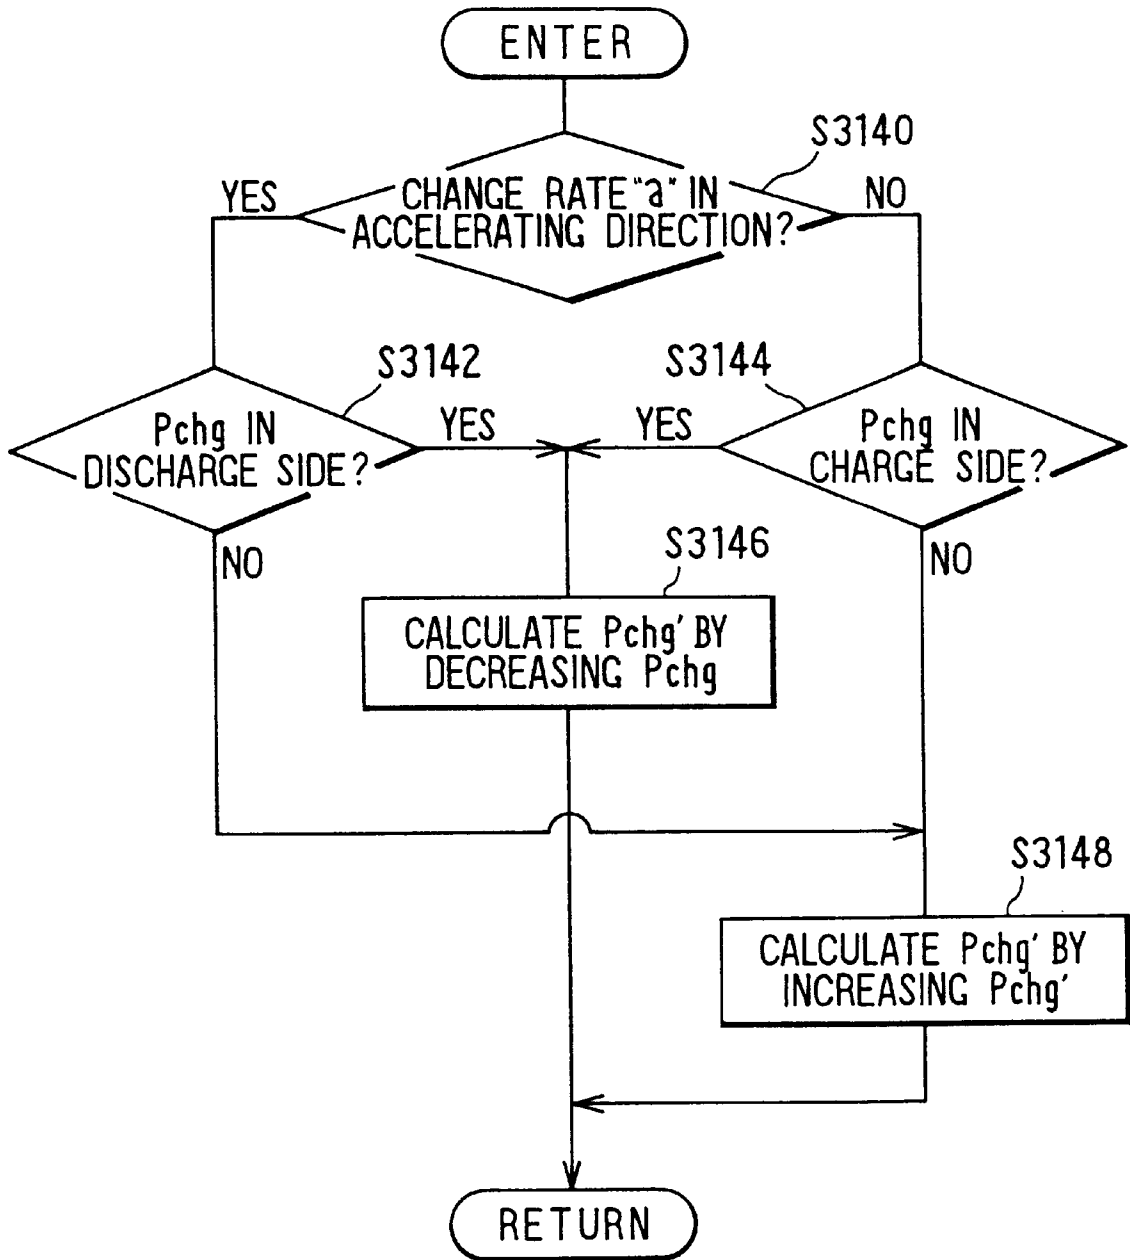 ENTER
S3140
YES
CHANGE RATE "a" IN
ACCELERATING DIRECTION?
NO
S3142
S3144
Pchg IN
DISCHARGE SIDE?
YES
YES
Pchg IN
CHARGE SIDE?
NO
S3146
NO
CALCULATE Pchg' BY
DECREASING Pchg
S3148
CALCULATE Pchg' BY
INCREASING Pchg'
RETURN